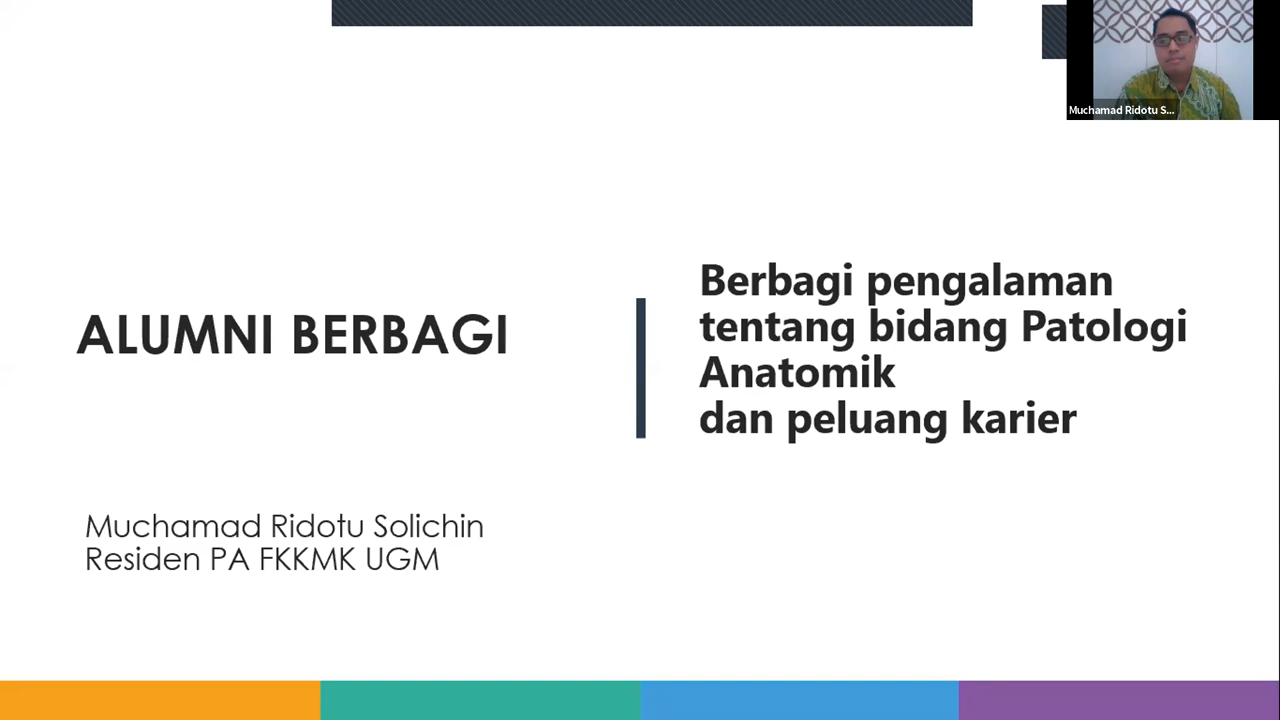 Muchamad Ridotu S...
ALUMNI BERBAGI
Berbagi pengalaman
tentang bidang Patologi
Anatomik
dan peluang karier
Muchamad Ridotu Solichin
Residen PA FKKMK UGM